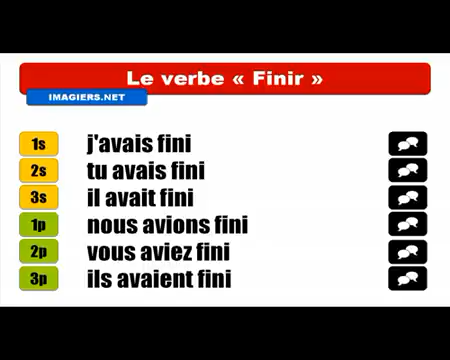 Le verbe « Finir »
IMAGIERS.NET
1s j'avais fini
2s tu avais fini
3s il avait fini
1p nous avions fini
2p vous aviez fini
3p ils avaient fini